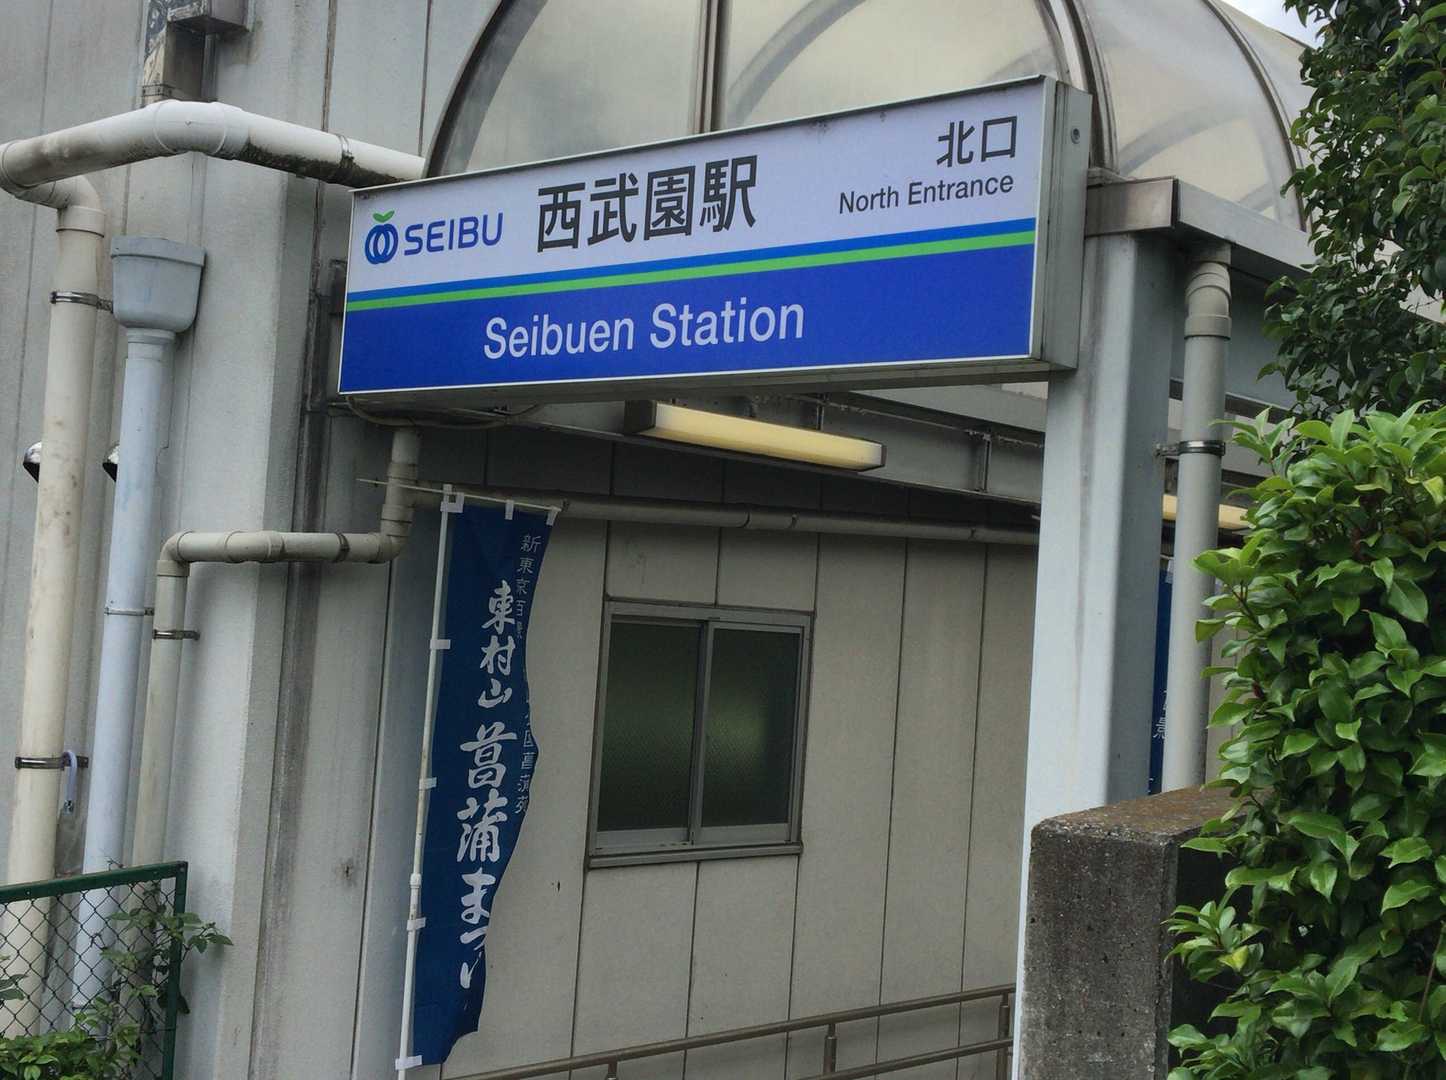 SEIBU
西武園駅
北口
North Entrance
Seibuen Station
新東京百景
東村山菖蒲まつり